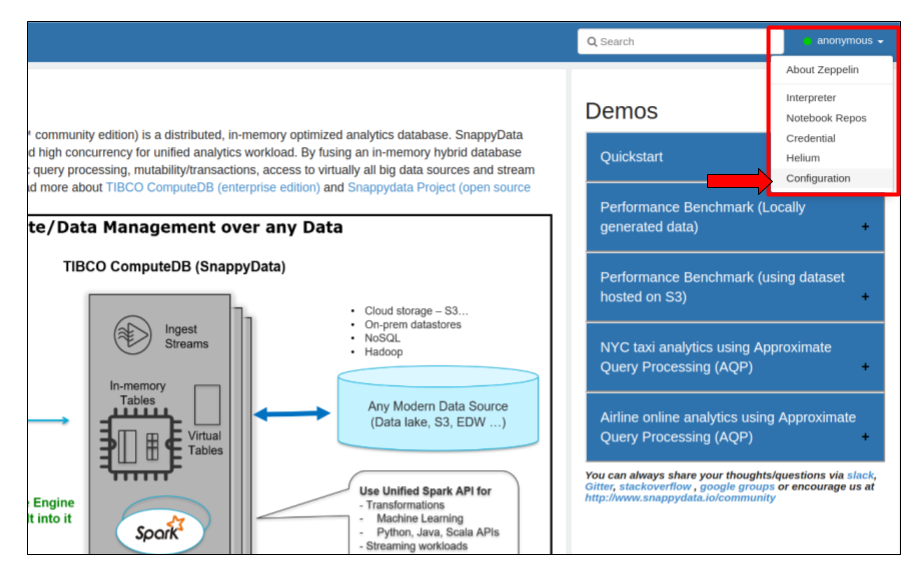 Search
anonymous
About Zeppelin
Interpreter
Notebook Repos
Credential
Helium
Configuration
community edition) is a distributed, in-memory optimized analytics database. SnappyData
d high concurrency for unified analytics workload. By fusing an in-memory hybrid database
query processing, mutability/transactions, access to virtually all big data sources and stream
d more about TIBCO ComputeDB (enterprise edition) and Snappydata Project (open source
te/Data Management over any Data
TIBCO ComputeDB (SnappyData)
Ingest
Streams
In-memory
Tables
Virtual
Tables
Spark
Engine
lt into it
• Cloud storage – S3…
• On-prem datastores
• NoSQL
• Hadoop
Any Modern Data Source
(Data lake, S3, EDW …)
Use Unified Spark API for
- Transformations
- Machine Learning
- Python, Java, Scala APIs
- Streaming workloads
Demos
Quickstart
Performance Benchmark (Locally
generated data) +
Performance Benchmark (using dataset
hosted on S3) +
NYC taxi analytics using Approximate
Query Processing (AQP) +
Airline online analytics using Approximate
Query Processing (AQP) +
You can always share your thoughts/questions via slack,
Gitter, stackoverflow , google groups or encourage us at
http://www.snappydata.io/community